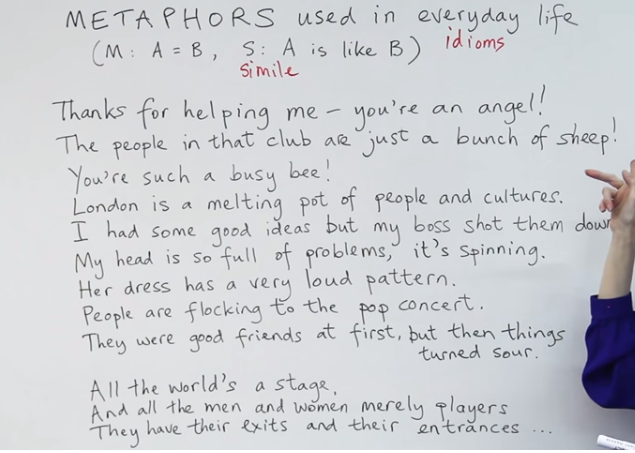 METAPHORS used in everyday life
(M: A = B, S: A is like B) idioms
simile
Thanks for helping me – you're an angel!
The people in that club are just a bunch of sheep!
You're such a busy bee!
London is a melting pot of people and cultures.
I had some good ideas but my boss shot them down
My head is so full of problems, it's spinning.
Her dress has a very loud pattern.
People are flocking to the pop concert.
They were good friends at first, but then things
turned sour.
All the world's a stage,
And all the men and women merely players
They have their exits and their entrances ...